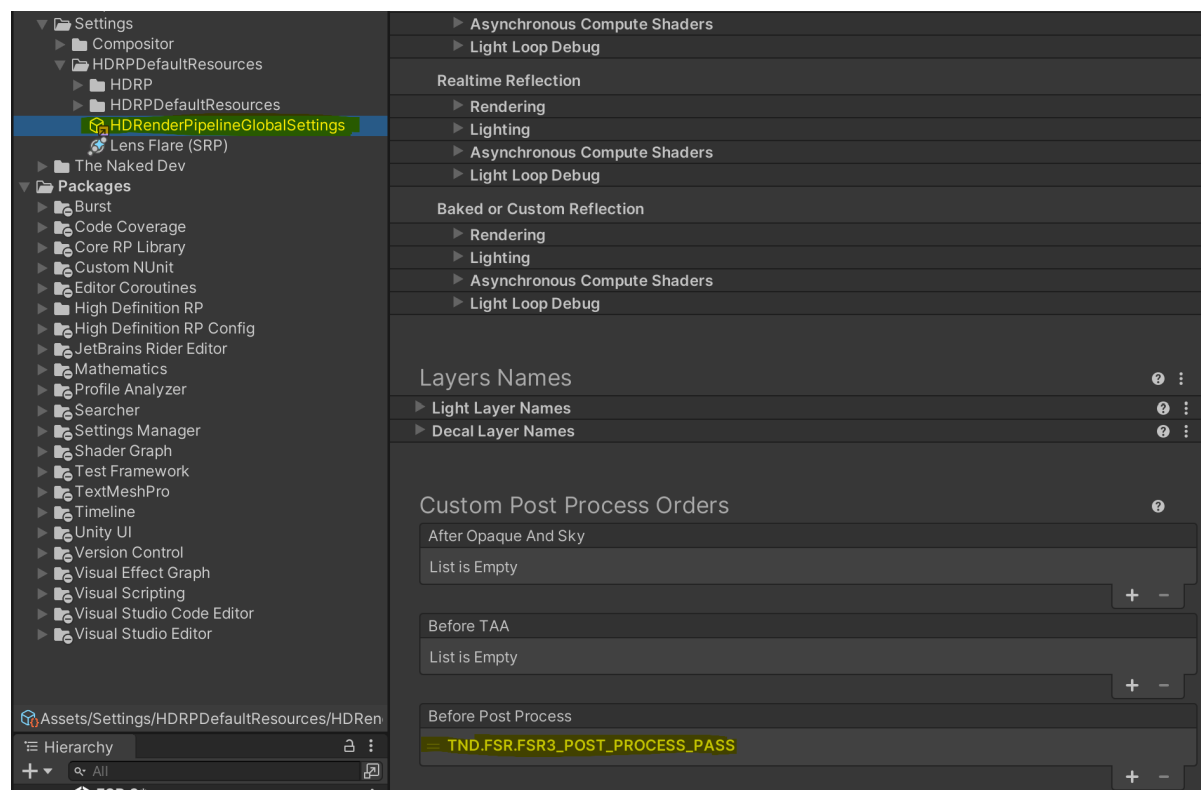 Settings
Compositor
HDRPDefaultResources
HDRP
HDRPDefaultResources
HDRenderPipelineGlobalSettings
Lens Flare (SRP)
The Naked Dev
Packages
Burst
Code Coverage
Core RP Library
Custom NUnit
Editor Coroutines
High Definition RP
High Definition RP Config
JetBrains Rider Editor
Mathematics
Profile Analyzer
Searcher
Settings Manager
Shader Graph
Test Framework
TextMeshPro
Timeline
Unity UI
Version Control
Visual Effect Graph
Visual Scripting
Visual Studio Code Editor
Visual Studio Editor
Assets/Settings/HDRPDefaultResources/HDRen
Hierarchy
All
Asynchronous Compute Shaders
Light Loop Debug
Realtime Reflection
Rendering
Lighting
Asynchronous Compute Shaders
Light Loop Debug
Baked or Custom Reflection
Rendering
Lighting
Asynchronous Compute Shaders
Light Loop Debug
Layers Names
Light Layer Names
Decal Layer Names
Custom Post Process Orders
After Opaque And Sky
List is Empty
Before TAA
List is Empty
Before Post Process
TND.FSR.FSR3_POST_PROCESS_PASS